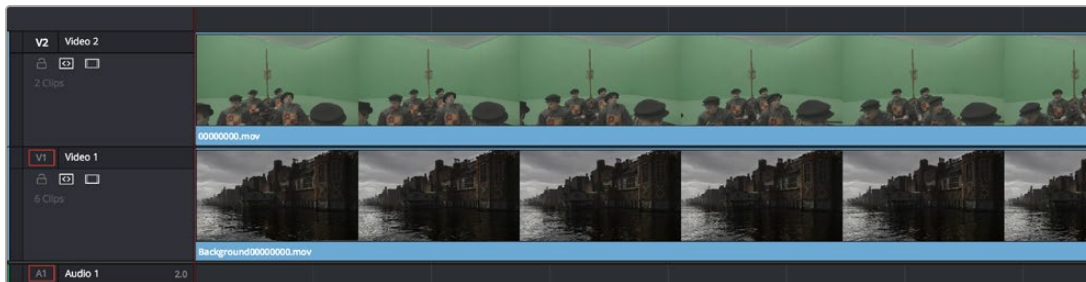 V2 Video 2
2 Clips
00000000.mov
V1 Video 1
6 Clips
Background00000000.mov
A1 Audio 1 2.0